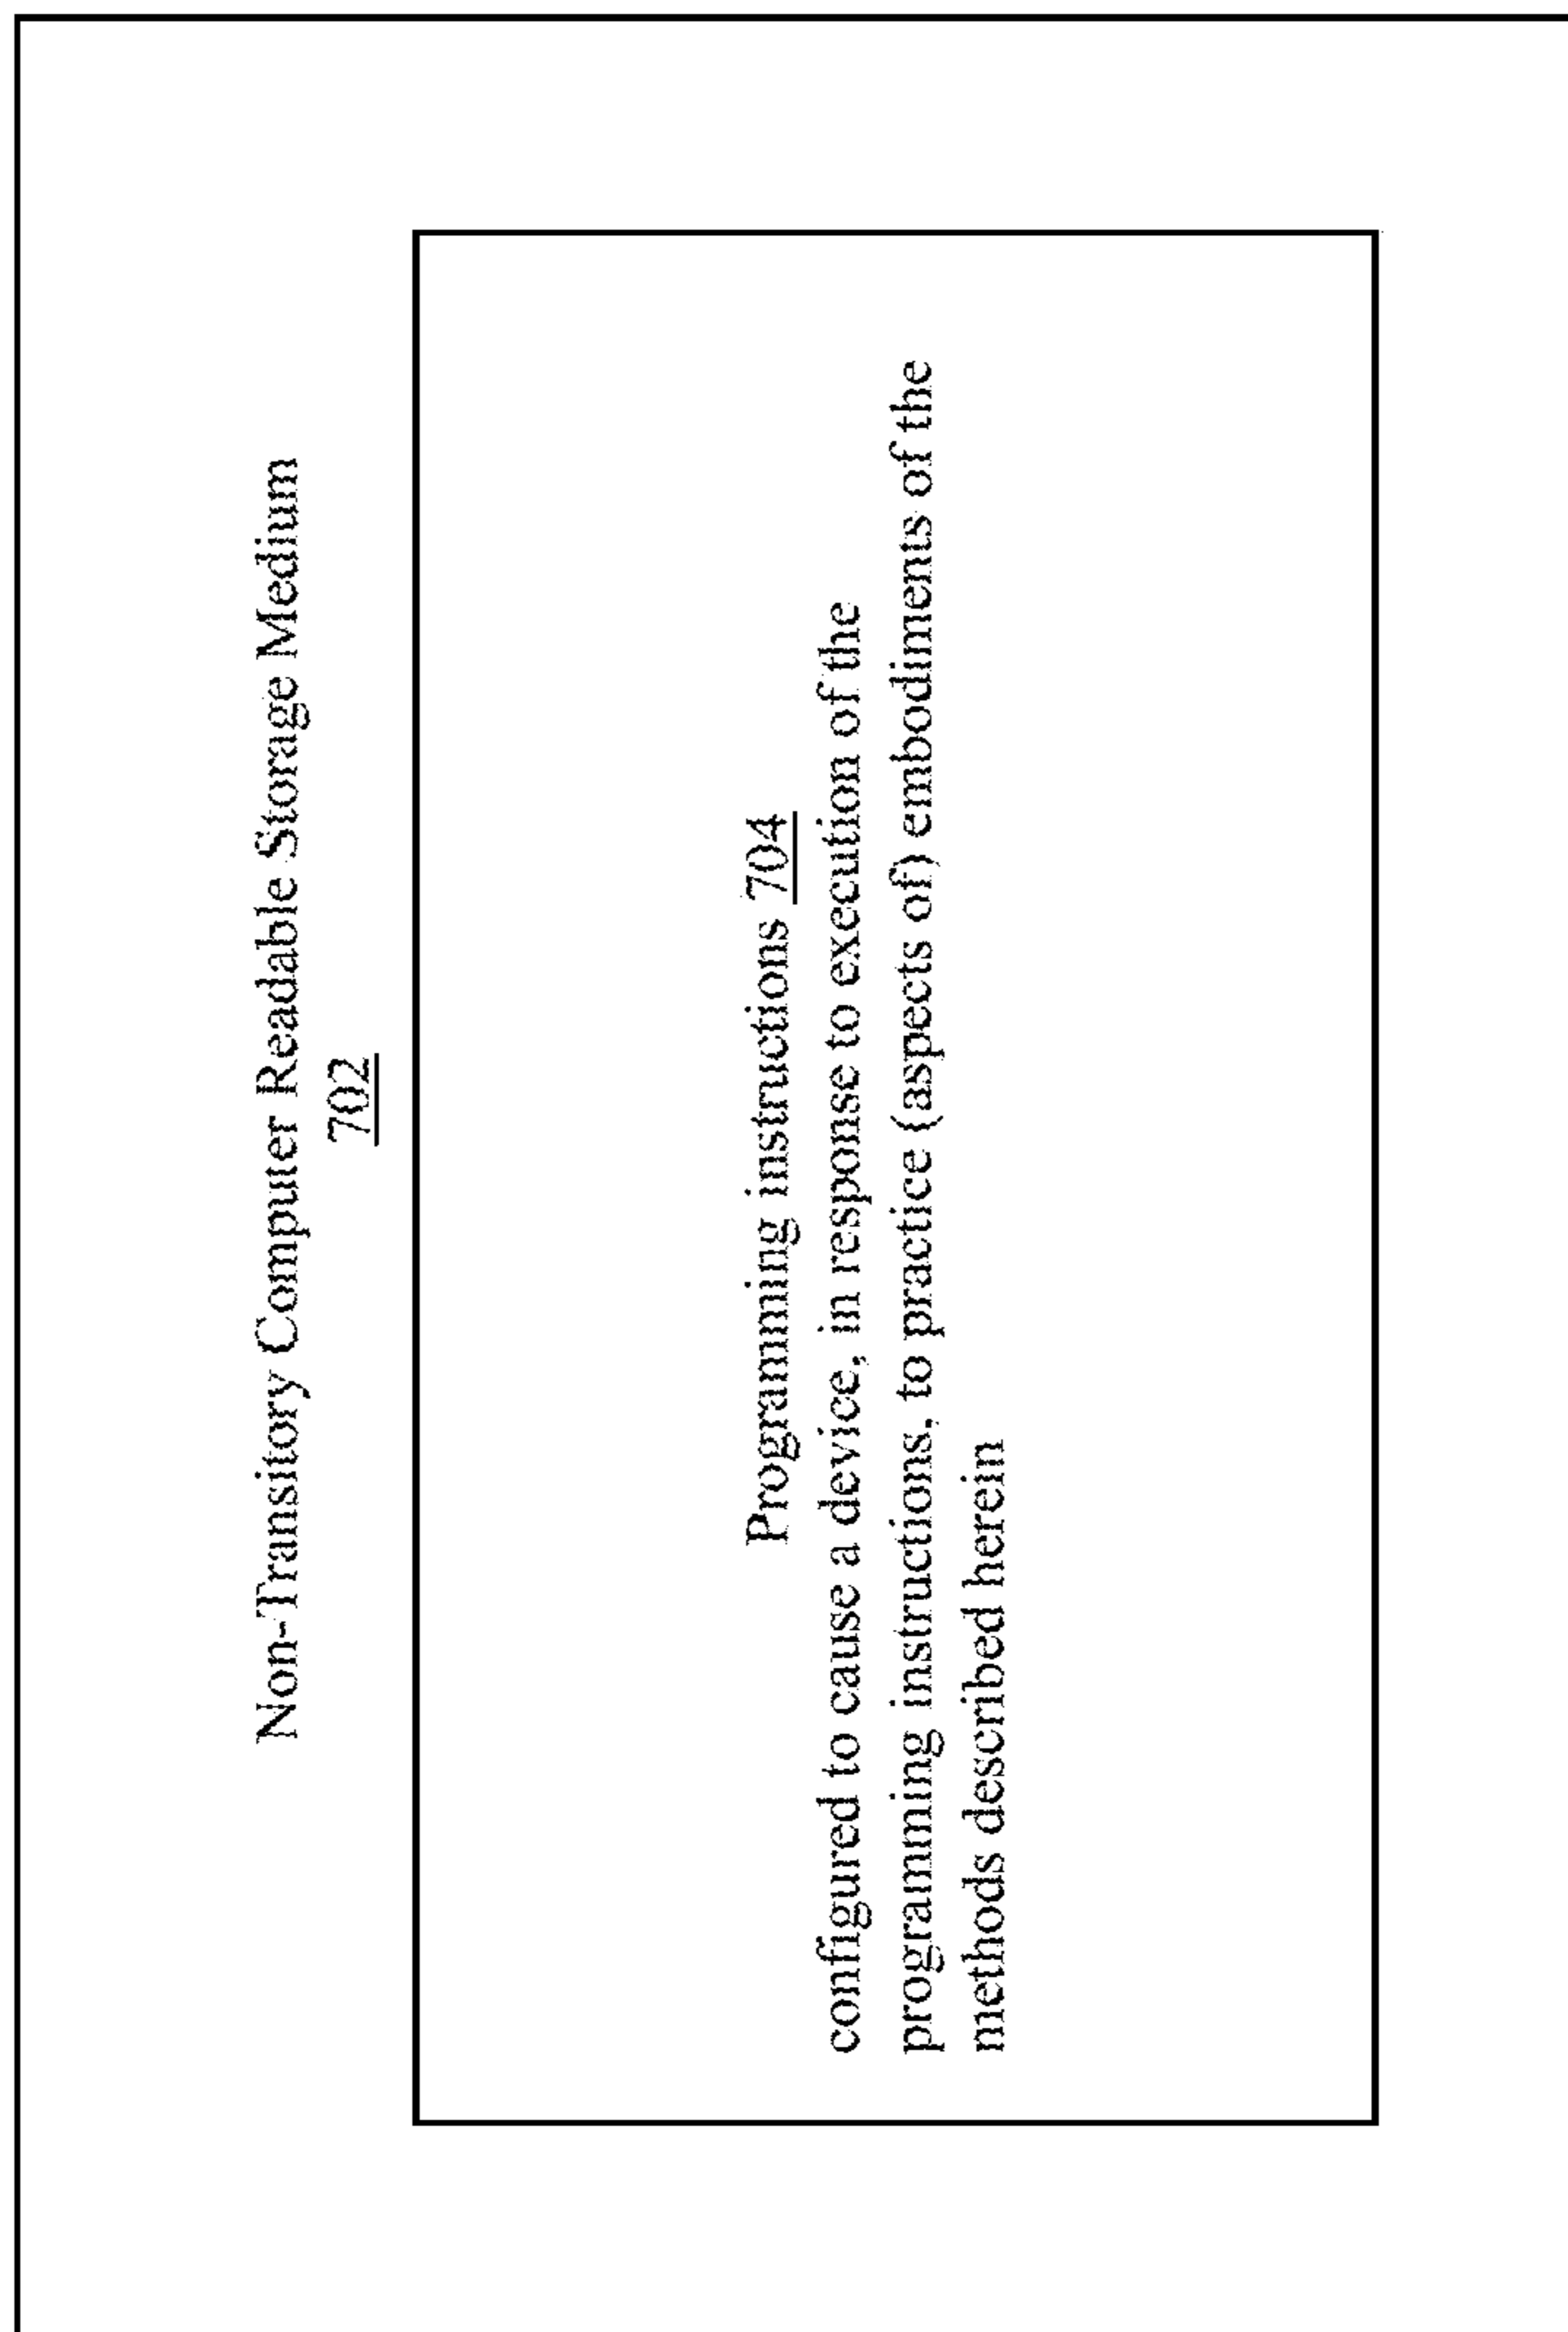 Non-Transitory Computer Readable Storage Medium
702
Programming instructions 704
configured to cause a device, in response to execution of the
programming instructions, to practice (aspects of) embodiments of the
methods described herein